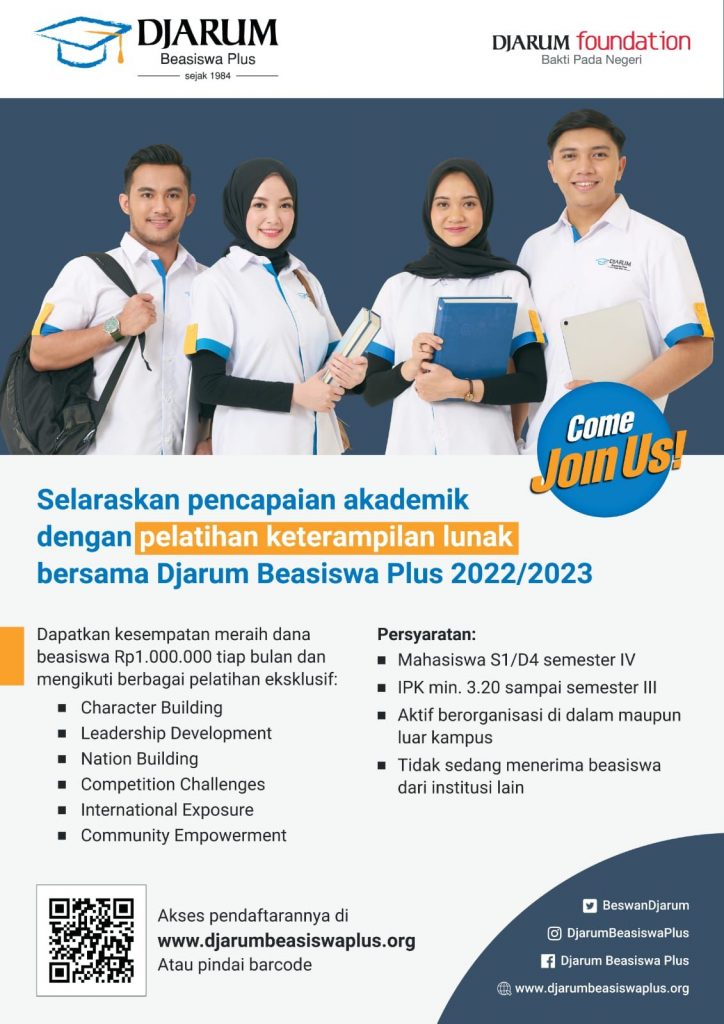 DJARUM
Beasiswa Plus
sejak 1984
DJARUM foundation
Bakti Pada Negeri
DJARUM
Beasiswa Plus
Come
Join Us!
Selaraskan pencapaian akademik
dengan pelatihan keterampilan lunak
bersama Djarum Beasiswa Plus 2022/2023
Dapatkan kesempatan meraih dana
beasiswa Rp1.000.000 tiap bulan dan
mengikuti berbagai pelatihan eksklusif:
■ Character Building
■ Leadership Development
■ Nation Building
■ Competition Challenges
■ International Exposure
■ Community Empowerment
Persyaratan:
■ Mahasiswa S1/D4 semester IV
■ IPK min. 3.20 sampai semester III
■ Aktif berorganisasi di dalam maupun
luar kampus
■ Tidak sedang menerima beasiswa
dari institusi lain
Akses pendaftarannya di
www.djarumbeasiswaplus.org
Atau pindai barcode
BeswanDjarum
DjarumBeasiswaPlus
Djarum Beasiswa Plus
www.djarumbeasiswaplus.org